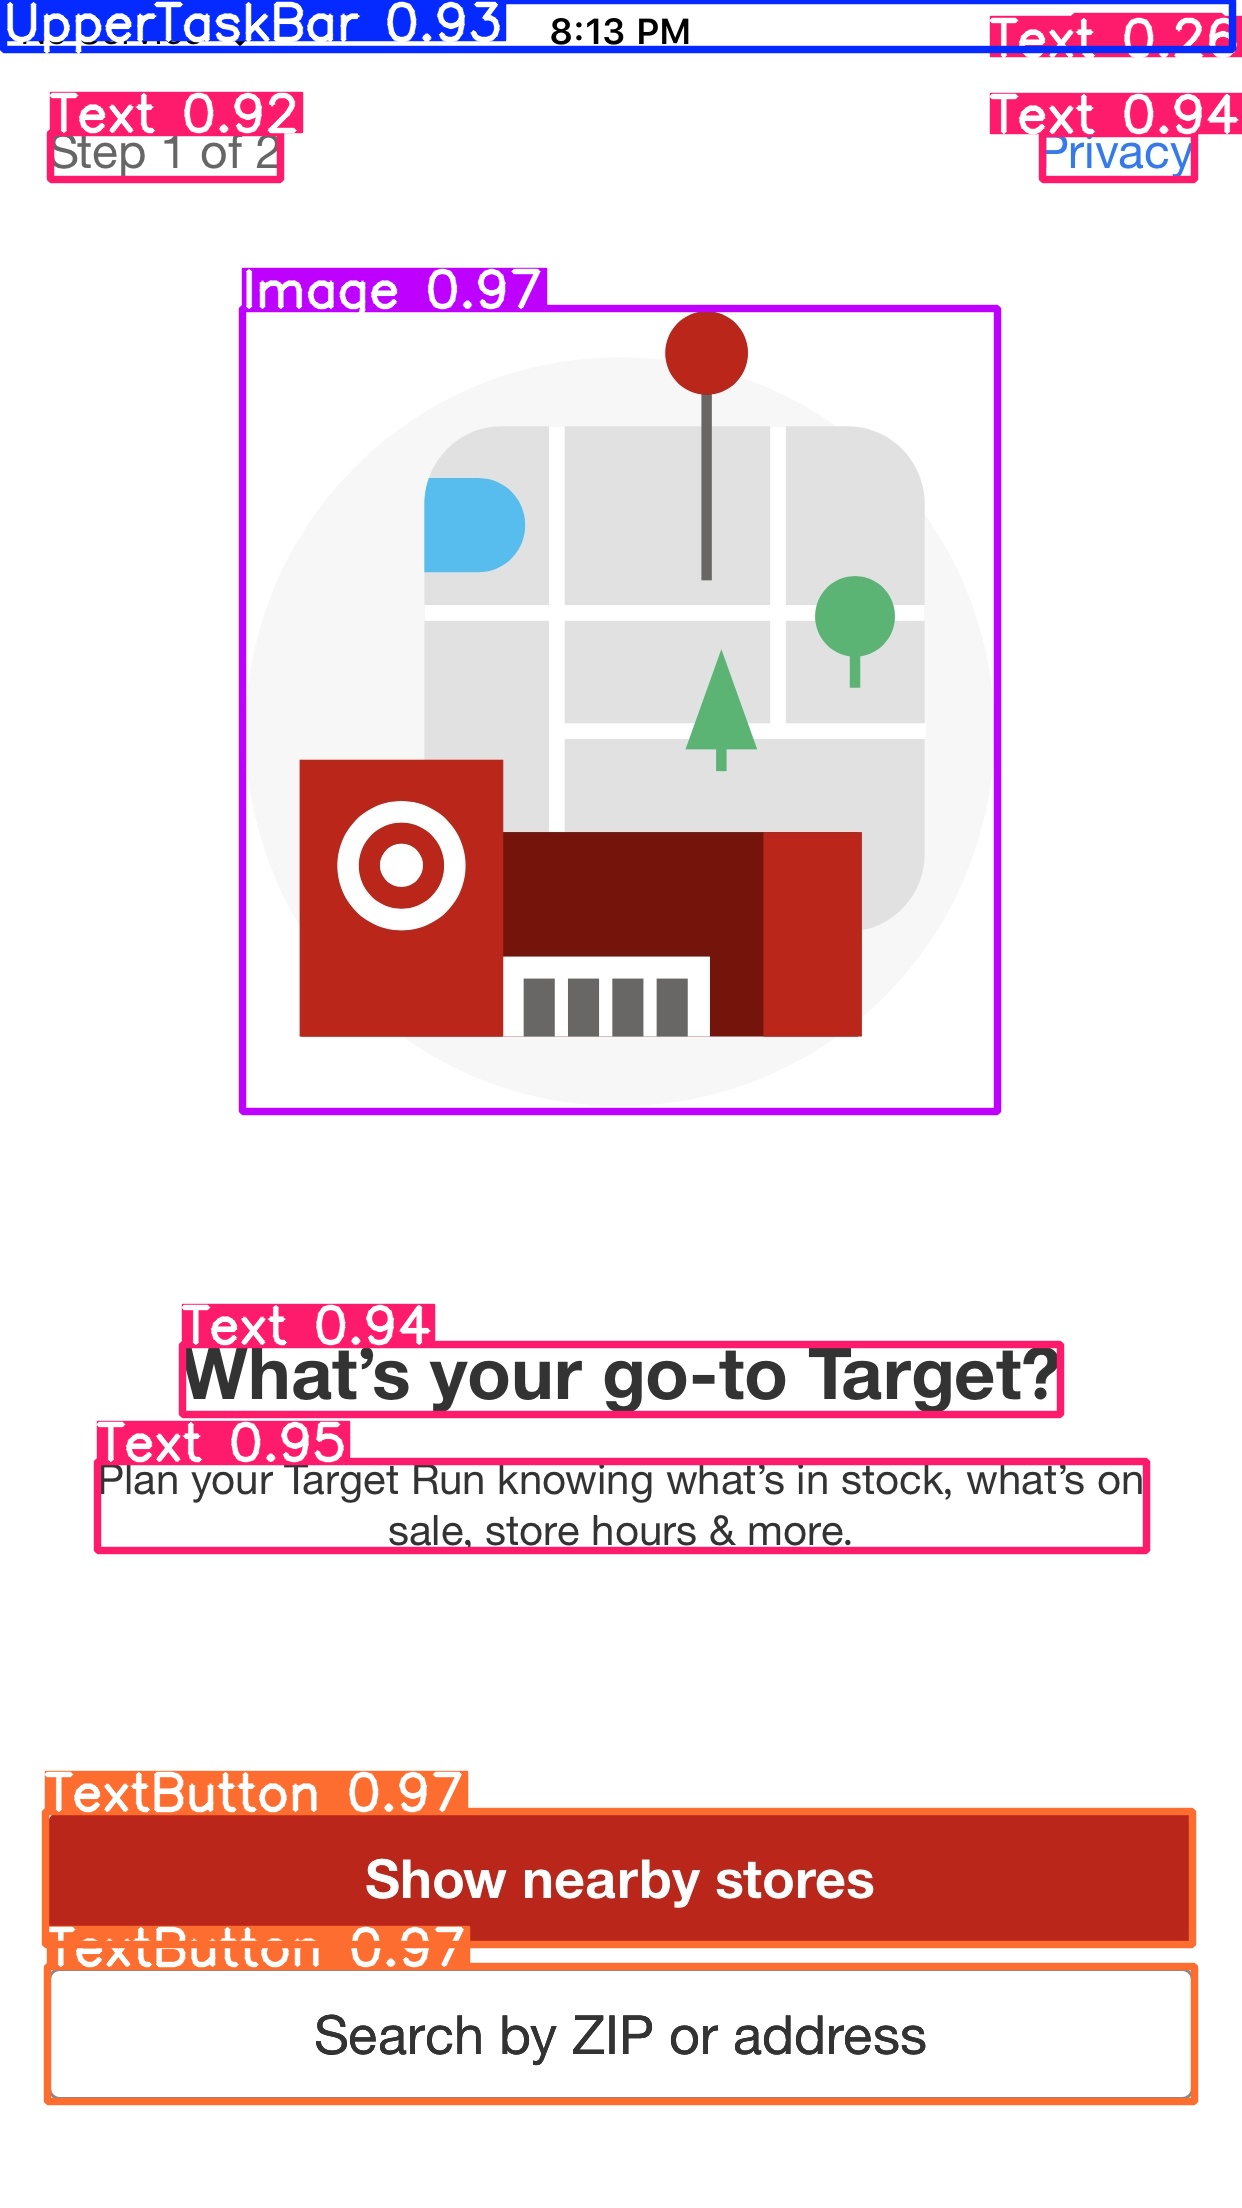 UpperTaskBar 0.93
8:13 PM
Text 0.26
Text 0.92
Text 0.94
Step 1 of 2
Privacy
Image 0.97
Text 0.94
What's your go-to Target?
Text 0.95
Plan your Target Run knowing what's in stock, what's on
sale, store hours & more.
TextButton 0.97
Show nearby stores
TextButton 0.97
Search by ZIP or address